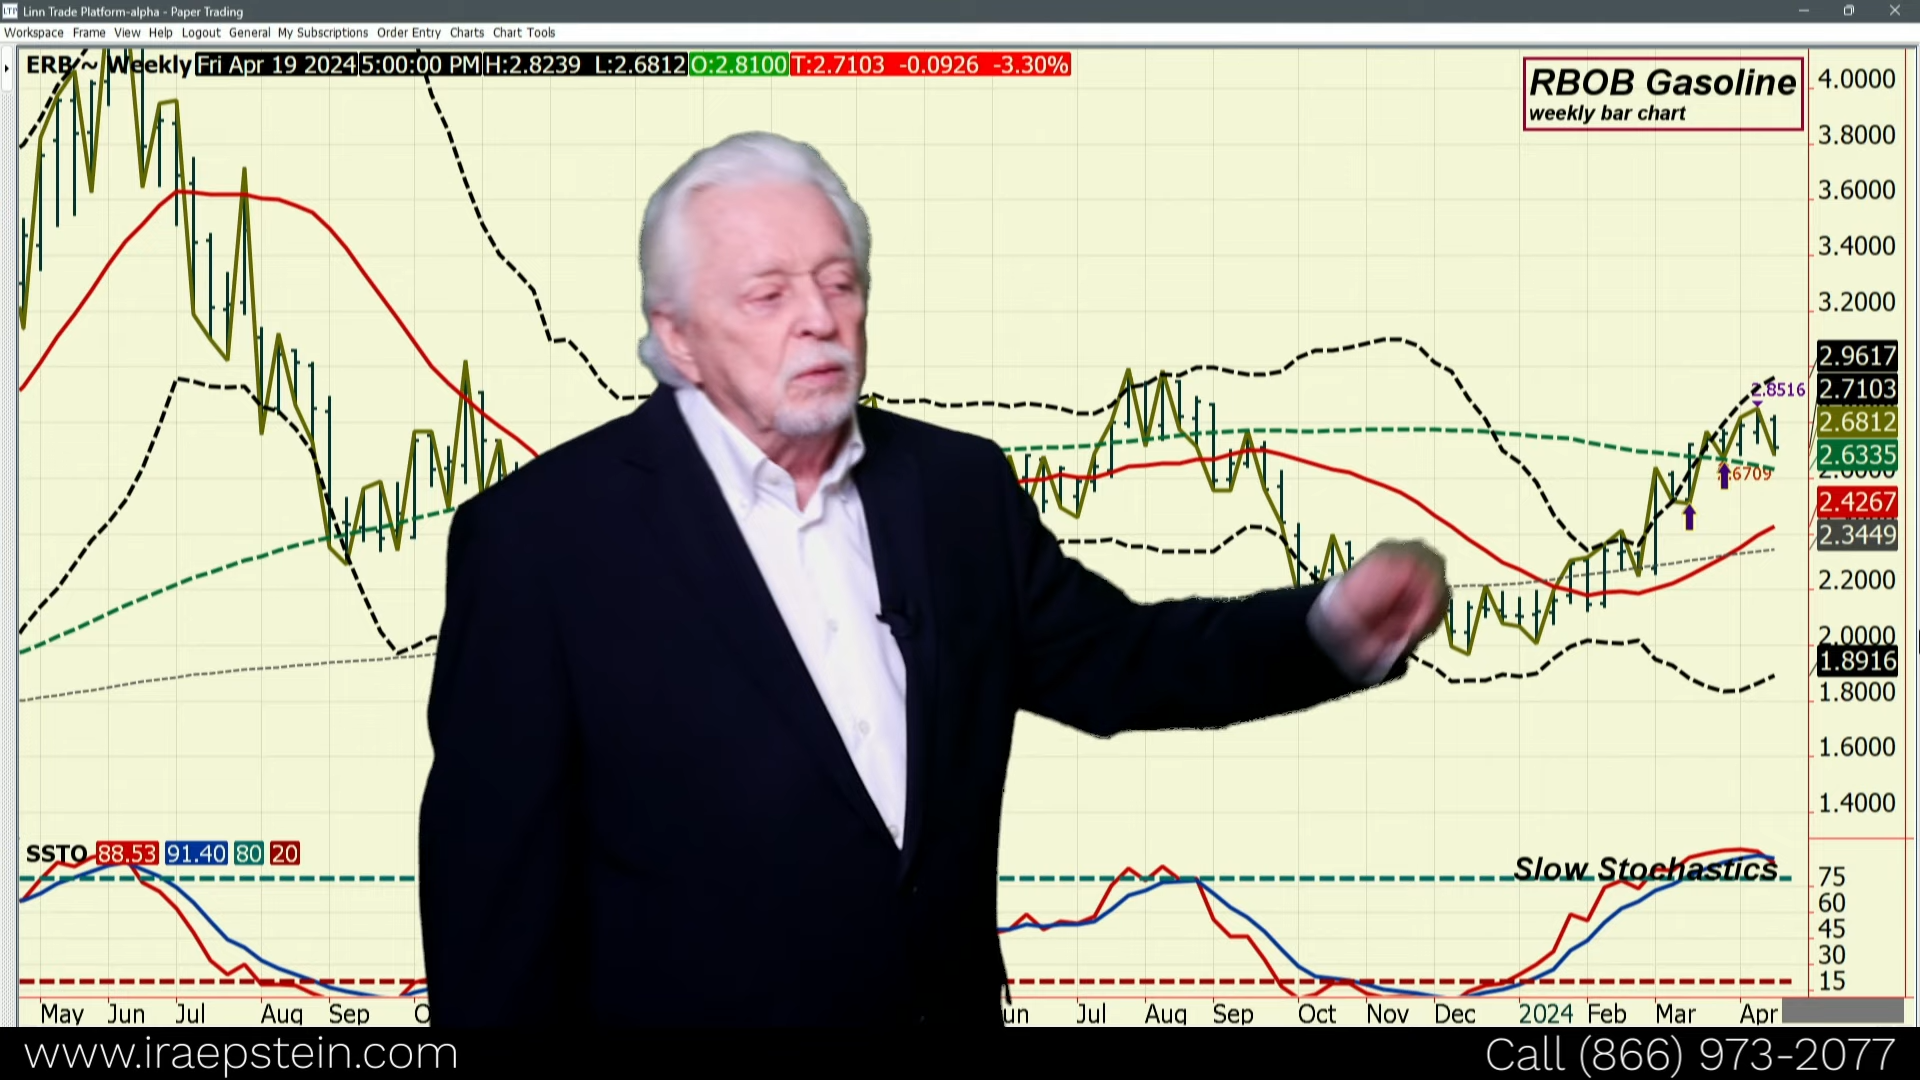 Linn Trade Platform-alpha - Paper Trading
Workspace Frame View Help Logout General My Subscriptions Order Entry Charts Chart Tools
ERB ~ Weekly Fri Apr 19 2024 5:00:00 PM H:2.8239 L:2.6812 O:2.8100 T:2.7103 -0.0926 -3.30%
RBOB Gasoline
weekly bar chart
4.0000
3.8000
3.6000
3.4000
3.2000
2.9617
2.7103
2.8516
2.6812
2.6335
.6709
2.4267
2.3449
2.2000
2.0000
1.8916
1.8000
1.6000
1.4000
SSTO 88.53 91.40 80 20
Slow Stochastics
75
60
45
30
15
May Jun Jul Aug Sep O un Jul Aug Sep Oct Nov Dec 2024 Feb Mar Apr
www.iraepstein.com
Call (866) 973-2077